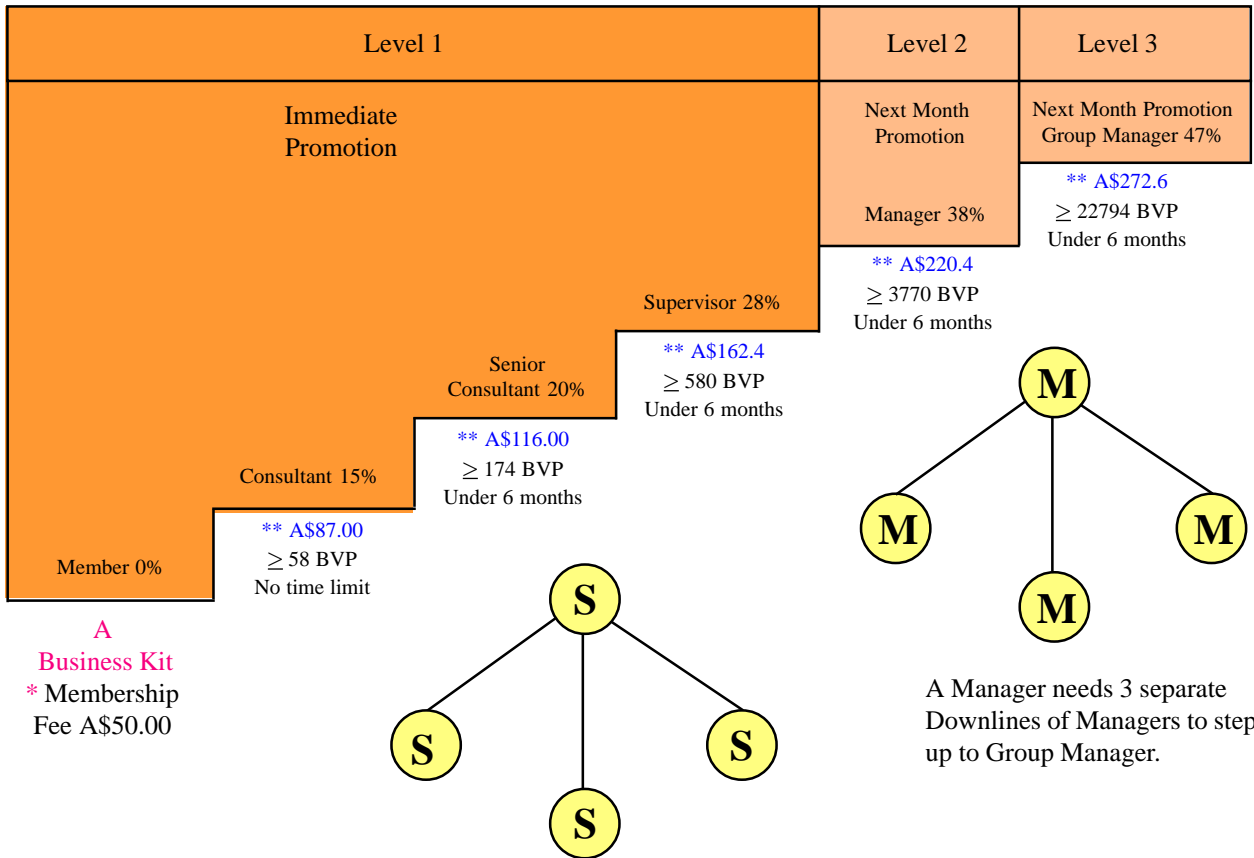 Level 1
Level 2
Level 3
Immediate
Promotion
Next Month
Promotion
Next Month Promotion
Group Manager 47%
** A$272.6
≥ 22794 BVP
Under 6 months
Manager 38%
** A$220.4
≥ 3770 BVP
Under 6 months
Supervisor 28%
** A$162.4
≥ 580 BVP
Under 6 months
Senior
Consultant 20%
** A$116.00
≥ 174 BVP
Under 6 months
Consultant 15%
** A$87.00
≥ 58 BVP
No time limit
Member 0%
A
Business Kit
* Membership
Fee A$50.00
S
S
S
S
M
M
M
M
A Manager needs 3 separate
Downlines of Managers to step
up to Group Manager.